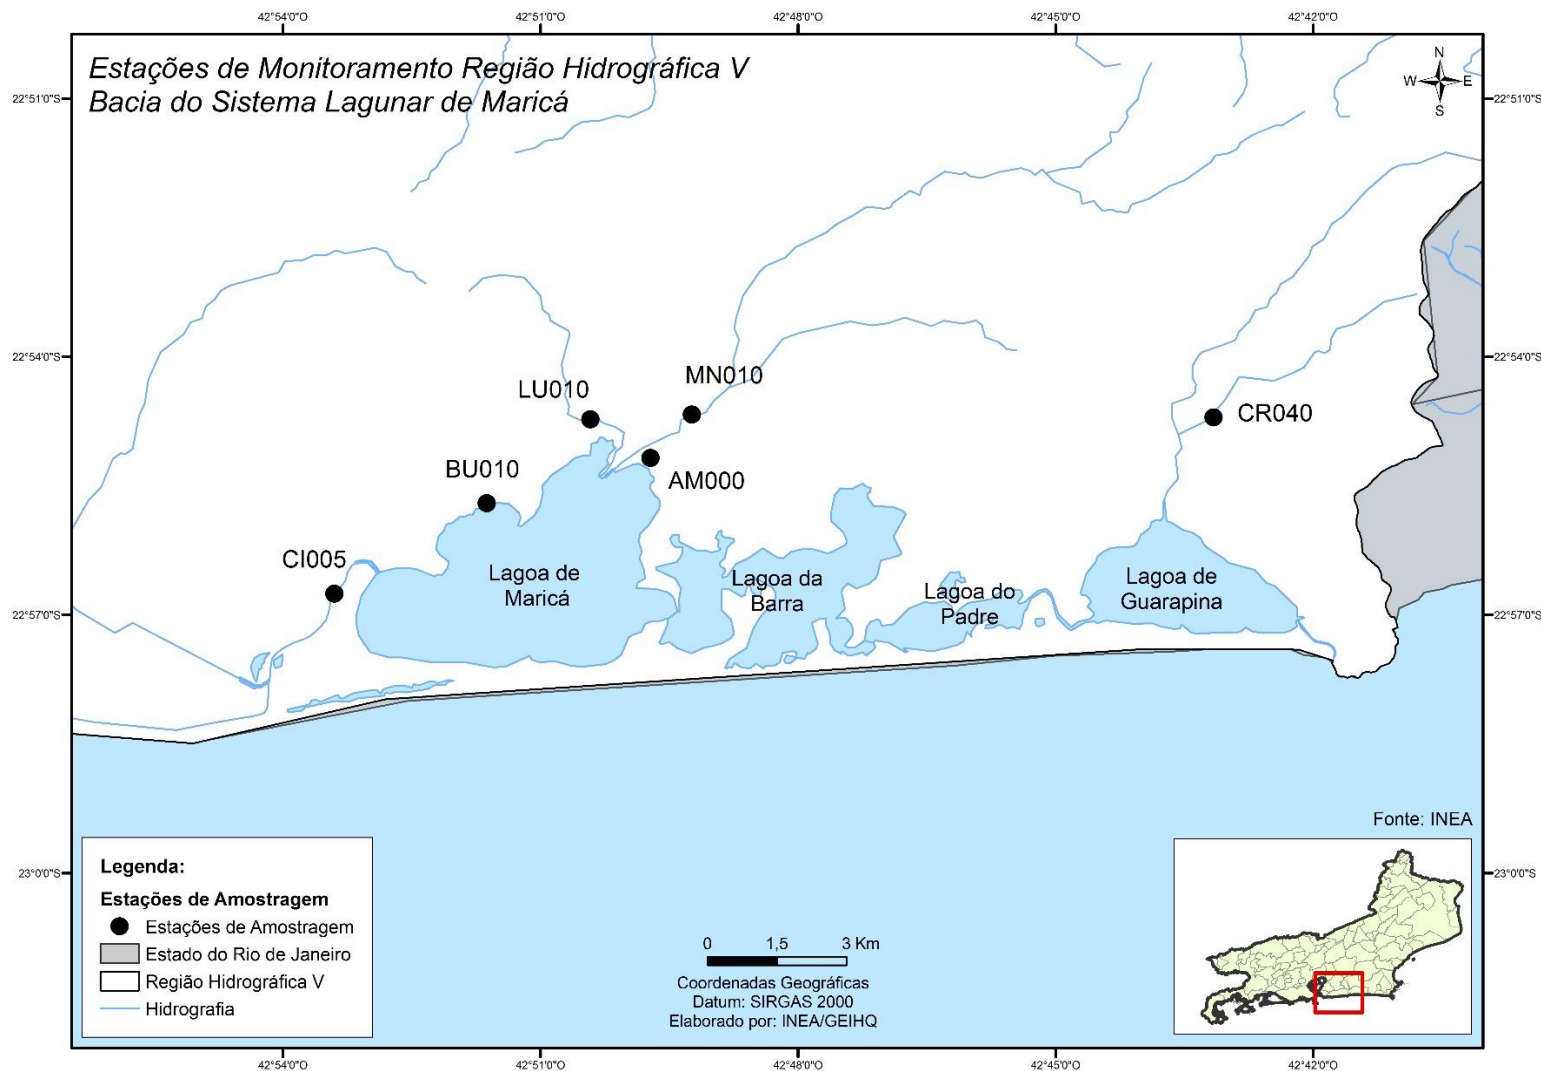 42°54'0"O
42°51'0"O
42°48'0"O
42°45'0"O
42°42'0"O
Estações de Monitoramento Região Hidrográfica V
Bacia do Sistema Lagunar de Maricá
N
W
E
S
22°51'0"S
22°51'0"S
22°54'0"S
22°54'0"S
LU010
MN010
CR040
BU010
AM000
CI005
Lagoa de
Maricá
Lagoa da
Barra
Lagoa do
Padre
Lagoa de
Guarapina
22°57'0"S
22°57'0"S
Fonte: INEA
Legenda:
Estações de Amostragem
Estações de Amostragem
Estado do Rio de Janeiro
Região Hidrográfica V
Hidrografia
23°0'0"S
23°0'0"S
0
1,5
3 Km
Coordenadas Geográficas
Datum: SIRGAS 2000
Elaborado por: INEA/GEIHQ
42°54'0"O
42°51'0"O
42°48'0"O
42°45'0"O
42°42'0"O